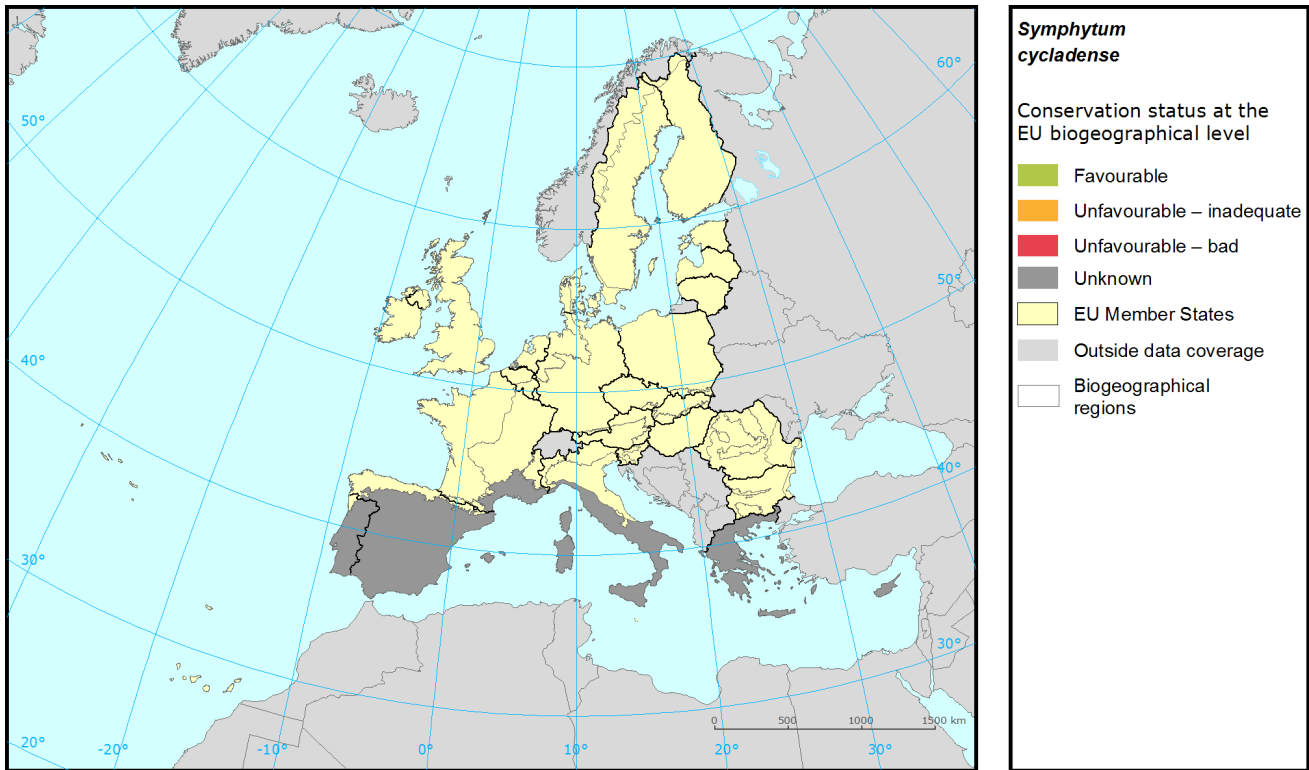 Symphytum
cycladense
Conservation status at the
EU biogeographical level
Favourable
Unfavourable – inadequate
Unfavourable – bad
Unknown
EU Member States
Outside data coverage
Biogeographical
regions
60°
50°
50°
40°
40°
30°
30°
0 500 1000 1500 km
20° -20° -10° 0° 10° 20° 30°